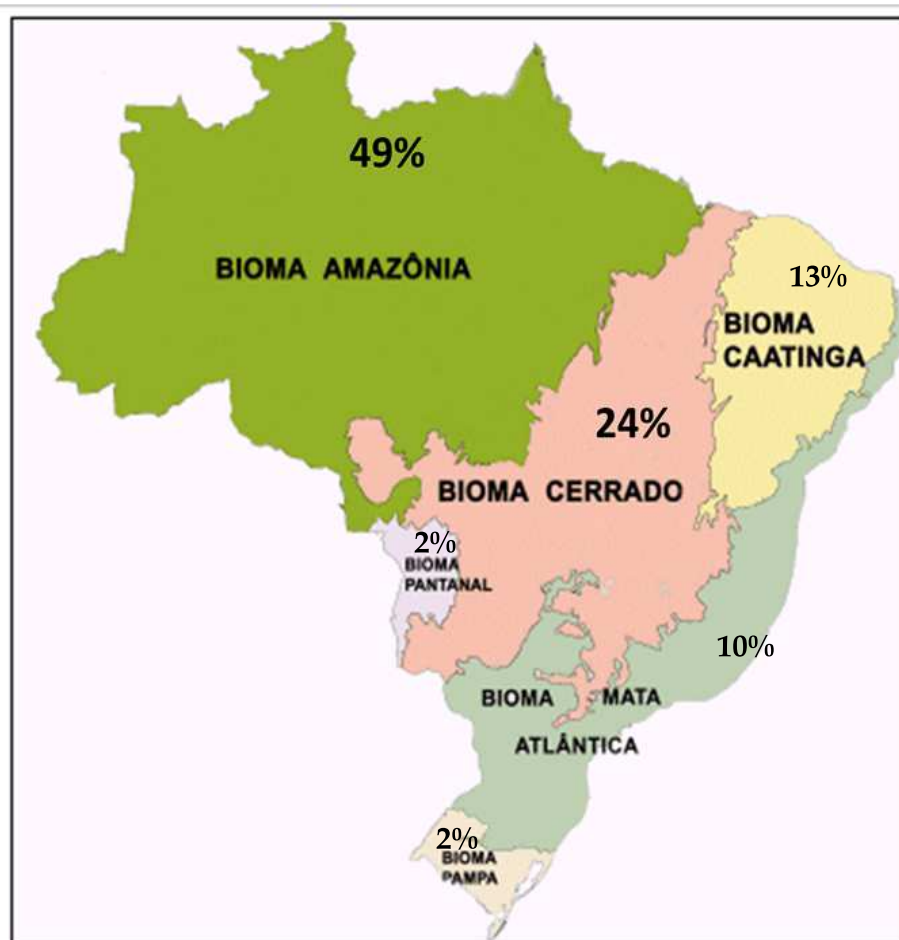 49%
BIOMA AMAZÔNIA
13%
BIOMA
CAATINGA
24%
BIOMA CERRADO
2%
BIOMA
PANTANAL
10%
BIOMA MATA
ATLÂNTICA
2%
BIOMA
PAMPA